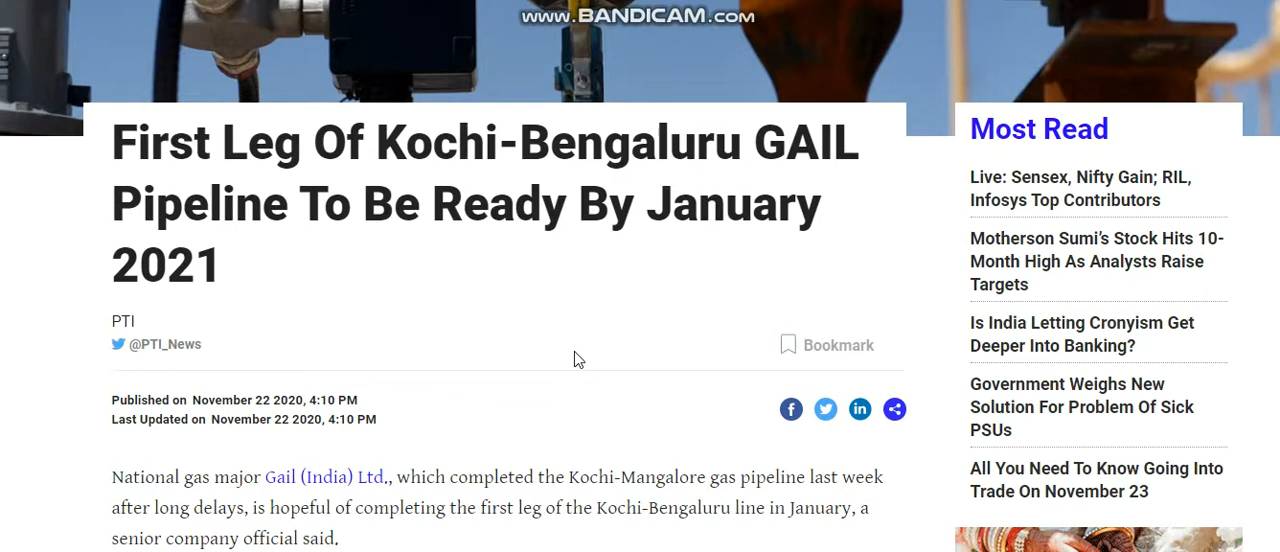 www.BANDICAM.com
First Leg Of Kochi-Bengaluru GAIL
Pipeline To Be Ready By January
2021
PTI
@PTI_News
Bookmark
Published on November 22 2020, 4:10 PM
Last Updated on November 22 2020, 4:10 PM
National gas major Gail (India) Ltd., which completed the Kochi-Mangalore gas pipeline last week
after long delays, is hopeful of completing the first leg of the Kochi-Bengaluru line in January, a
senior company official said.
Most Read
Live: Sensex, Nifty Gain; RIL,
Infosys Top Contributors
Motherson Sumi’s Stock Hits 10-
Month High As Analysts Raise
Targets
Is India Letting Cronyism Get
Deeper Into Banking?
Government Weighs New
Solution For Problem Of Sick
PSUs
All You Need To Know Going Into
Trade On November 23